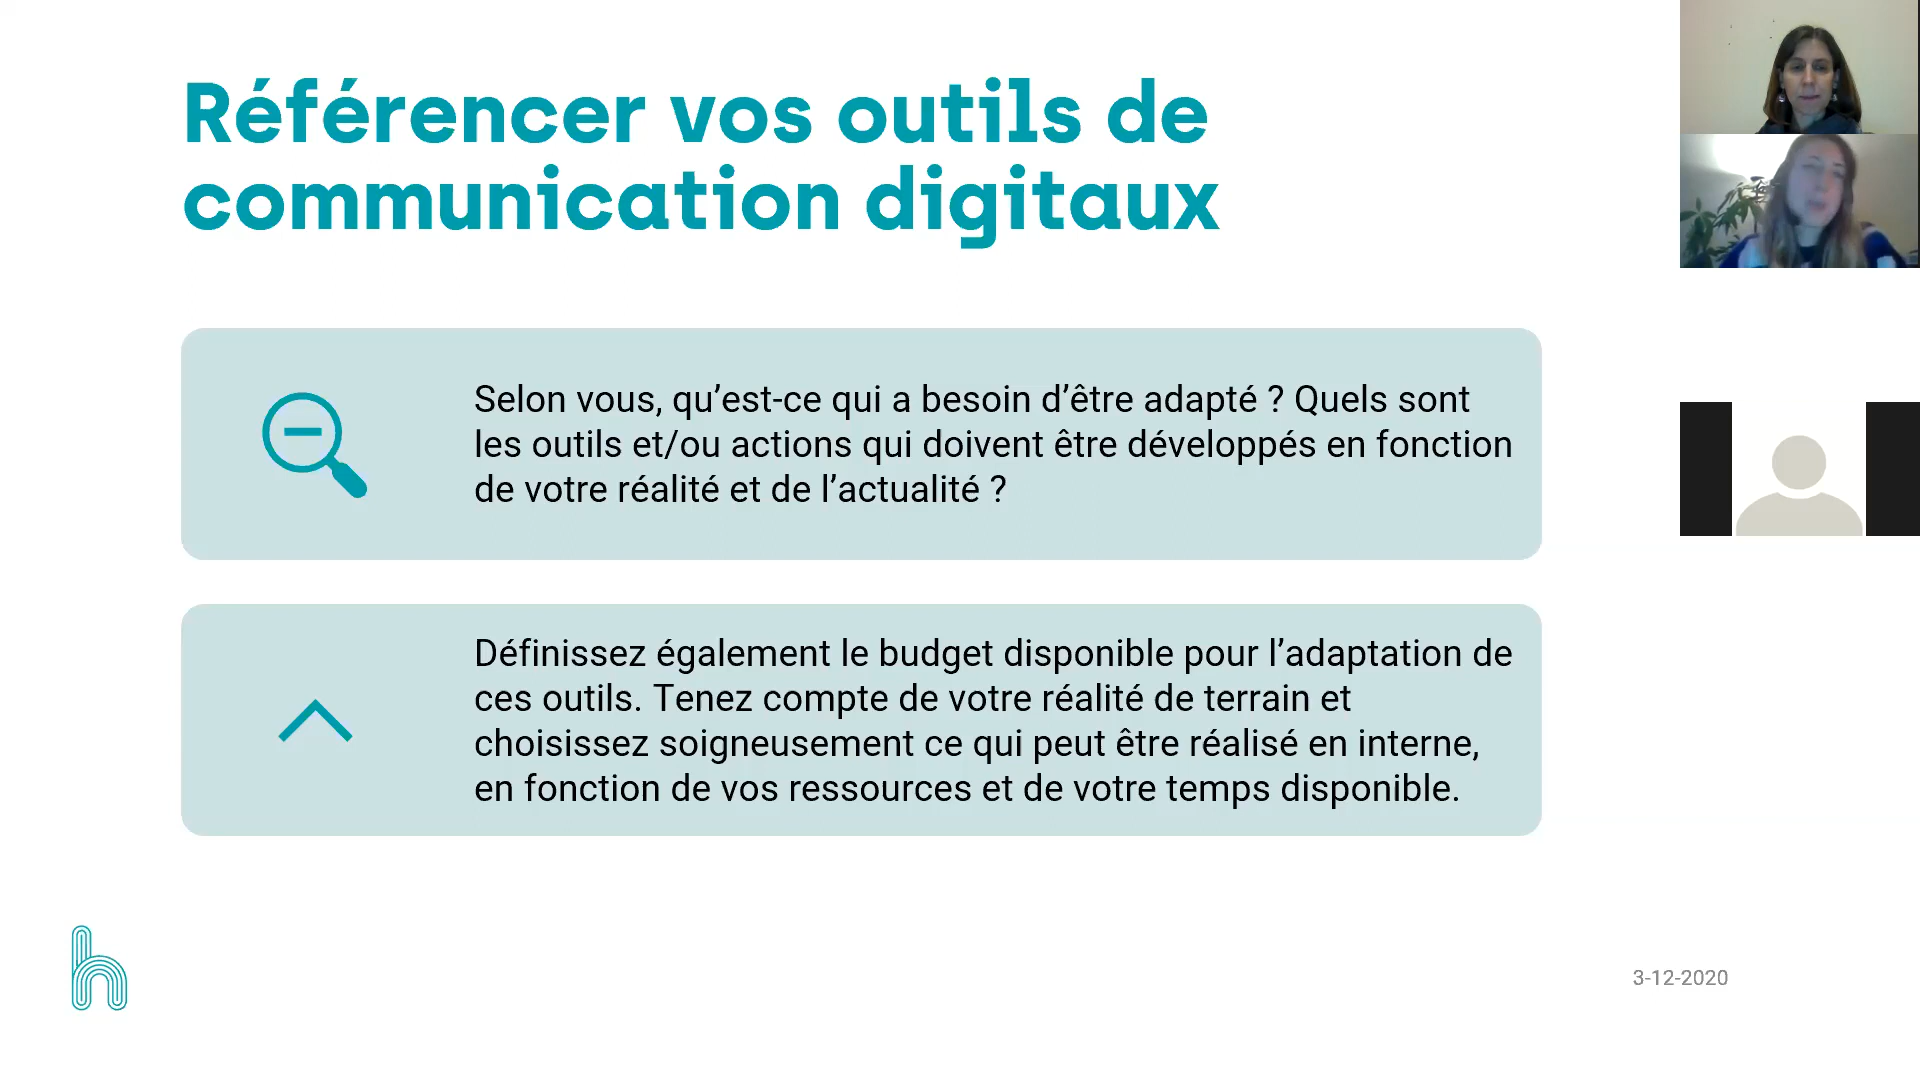 Référencer vos outils de
communication digitaux
Selon vous, qu’est-ce qui a besoin d’être adapté ? Quels sont
les outils et/ou actions qui doivent être développés en fonction
de votre réalité et de l’actualité ?
Définissez également le budget disponible pour l’adaptation de
ces outils. Tenez compte de votre réalité de terrain et
choisissez soigneusement ce qui peut être réalisé en interne,
en fonction de vos ressources et de votre temps disponible.
h
3-12-2020